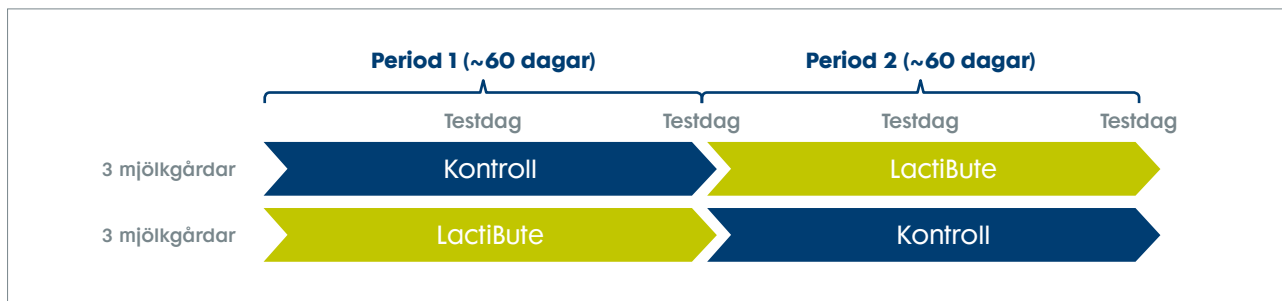 Period 1 (~60 dagar) Period 2 (~60 dagar)
Testdag Testdag Testdag Testdag
3 mjölkgårdar Kontroll LactiBute
3 mjölkgårdar LactiBute Kontroll